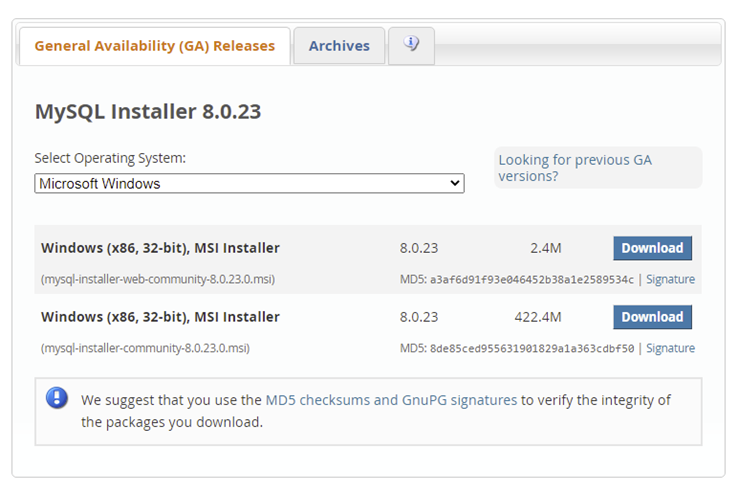 General Availability (GA) Releases
Archives
MySQL Installer 8.0.23
Select Operating System:
Microsoft Windows
Looking for previous GA
versions?
Windows (x86, 32-bit), MSI Installer 8.0.23 2.4M Download
(mysql-installer-web-community-8.0.23.0.msi) MD5: a3af6d91f93e046452b38a1e2589534c | Signature
Windows (x86, 32-bit), MSI Installer 8.0.23 422.4M Download
(mysql-installer-community-8.0.23.0.msi) MD5: 8de85ced955631901829a1a363cdbf50 | Signature
We suggest that you use the MD5 checksums and GnuPG signatures to verify the integrity of
the packages you download.